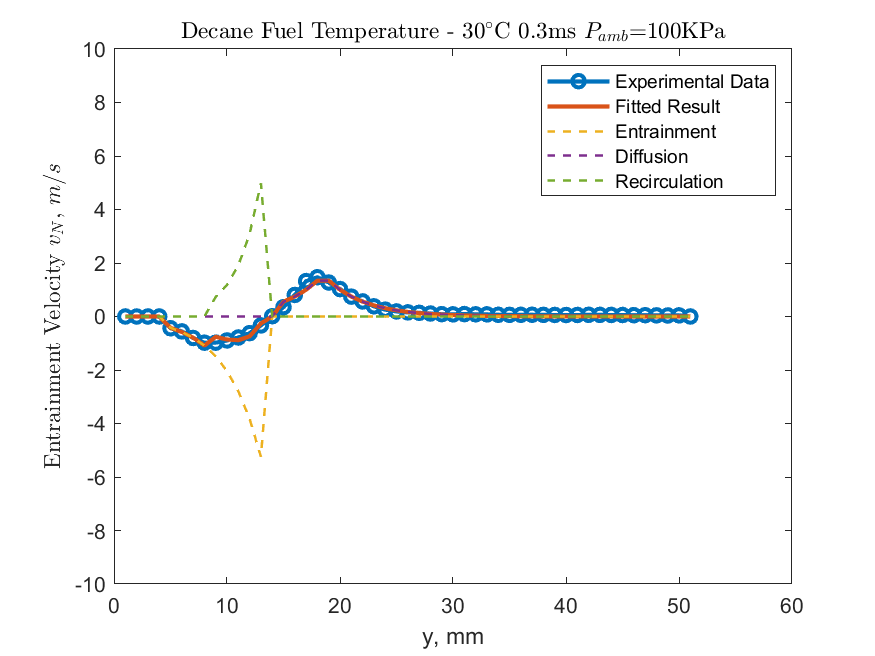 Decane Fuel Temperature - 30°C 0.3ms P_amb=100KPa
10
8
6
4
2
0
-2
-4
-6
-8
-10
Entrainment Velocity v_N, m/s
Experimental Data
Fitted Result
Entrainment
Diffusion
Recirculation
0 10 20 30 40 50 60
y, mm